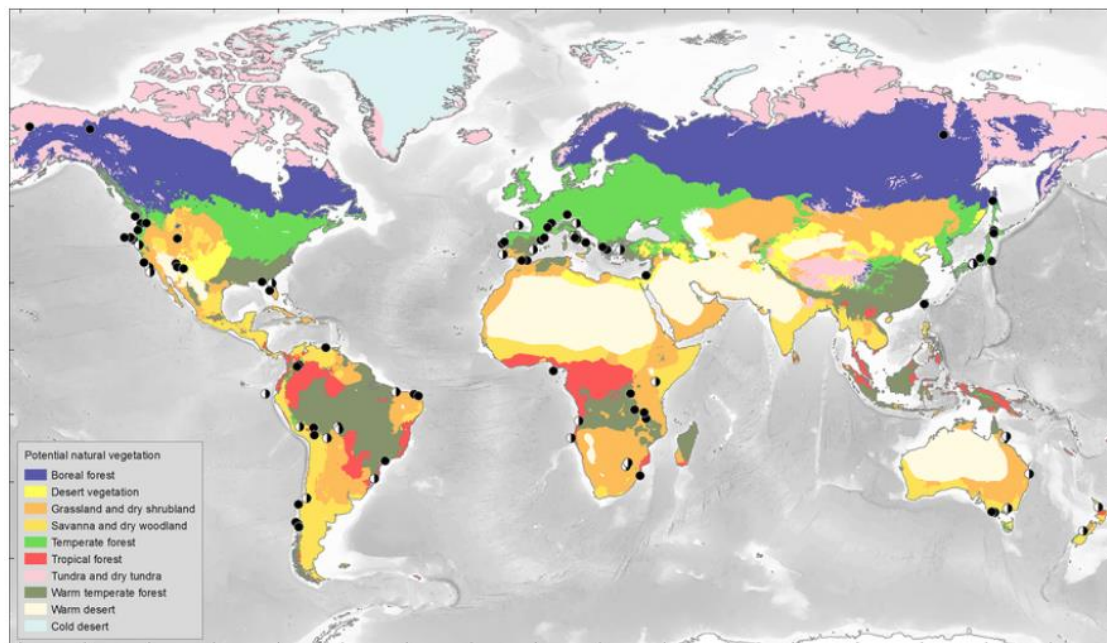 Potential natural vegetation
Boreal forest
Desert vegetation
Grassland and dry shrubland
Savanna and dry woodland
Temperate forest
Tropical forest
Tundra and dry tundra
Warm temperate forest
Warm desert
Cold desert